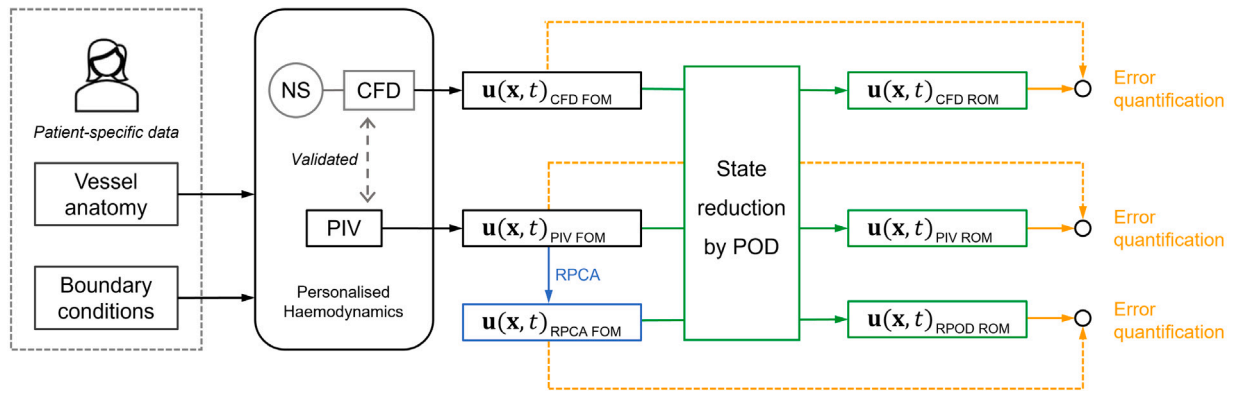 Patient-specific data
Vessel
anatomy
Boundary
conditions
NS
CFD
Validated
PIV
Personalised
Haemodynamics
u(x, t) CFD FOM
u(x, t) PIV FOM
RPCA
u(x, t) RPCA FOM
State
reduction
by POD
u(x, t) CFD ROM
u(x, t) PIV ROM
u(x, t) RPOD ROM
Error
quantification
Error
quantification
Error
quantification